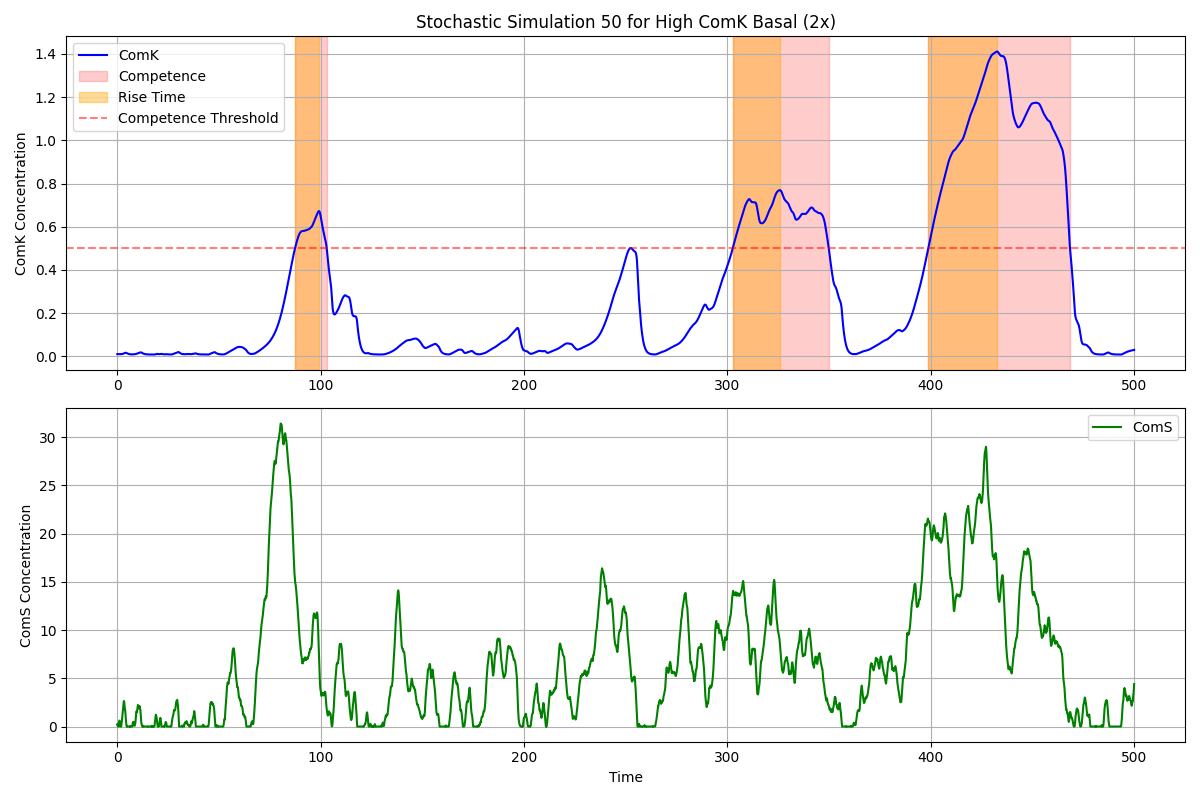 Stochastic Simulation 50 for High ComK Basal (2x)
ComK Concentration
1.4
1.2
1.0
0.8
0.6
0.4
0.2
0.0
ComK
Competence
Rise Time
Competence Threshold
0 100 200 300 400 500
ComS Concentration
30
25
20
15
10
5
0
ComS
0 100 200 300 400 500
Time